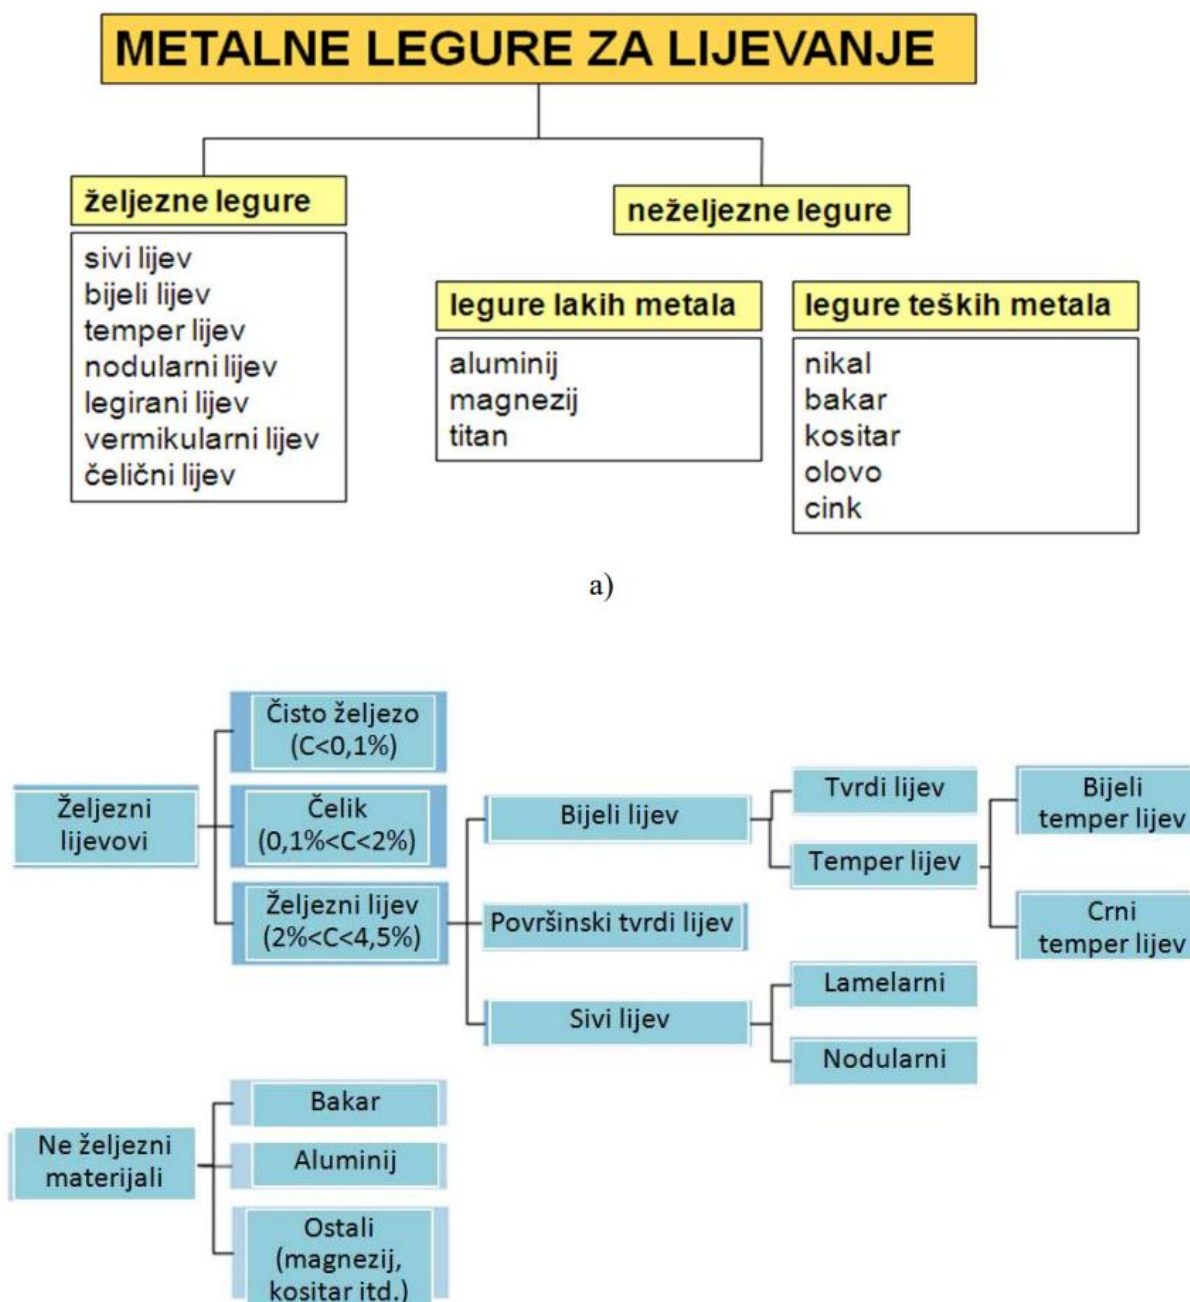 METALNE LEGURE ZA LIJEVANJE
željezne legure
sivi lijev
bijeli lijev
temper lijev
nodularni lijev
legirani lijev
vermikularni lijev
čelični lijev
neželjezne legure
legure lakih metala
aluminij
magnezij
titan
legure teških metala
nikal
bakar
kositar
olovo
cink
a)
Željezni
lijevovi
Čisto željezo
(C<0,1%)
Čelik
(0,1%<C<2%)
Željezni lijev
(2%<C<4,5%)
Bijeli lijev
Površinski tvrdi lijev
Sivi lijev
Tvrdi lijev
Temper lijev
Lamelarni
Nodularni
Bijeli
temper lijev
Crni
temper lijev
Ne željezni
materijali
Bakar
Aluminij
Ostali
(magnezij,
kositar itd.)